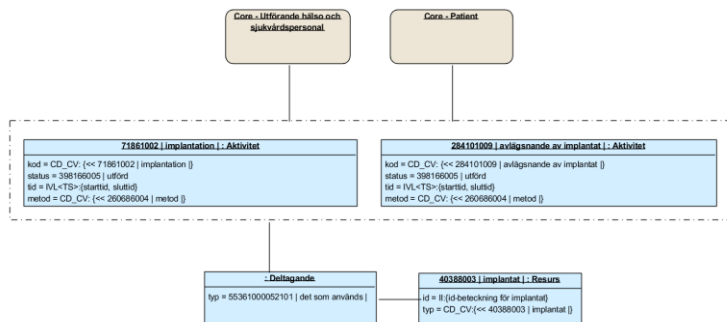 Core - Utförande hälso och
sjukvårdspersonal
Core - Patient
71861002 | implantation | : Aktivitet
kod = CD_CV: {<< 71861002 | implantation |}
status = 398166005 | utförd
tid = IVL<TS>:{starttid, sluttid}
metod = CD_CV: {<< 260686004 | metod |}
284101009 | avlägsnande av implantat | : Aktivitet
kod = CD_CV: {<< 284101009 | avlägsnande av implantat |}
status = 398166005 | utförd
tid = IVL<TS>:{starttid, sluttid}
metod = CD_CV: {<< 260686004 | metod |}
: Deltagande
typ = 55361000052101 | det som används |
40388003 | implantat | : Resurs
id = II:{id-beteckning för implantat}
typ = CD_CV:{<< 40388003 | implantat |}